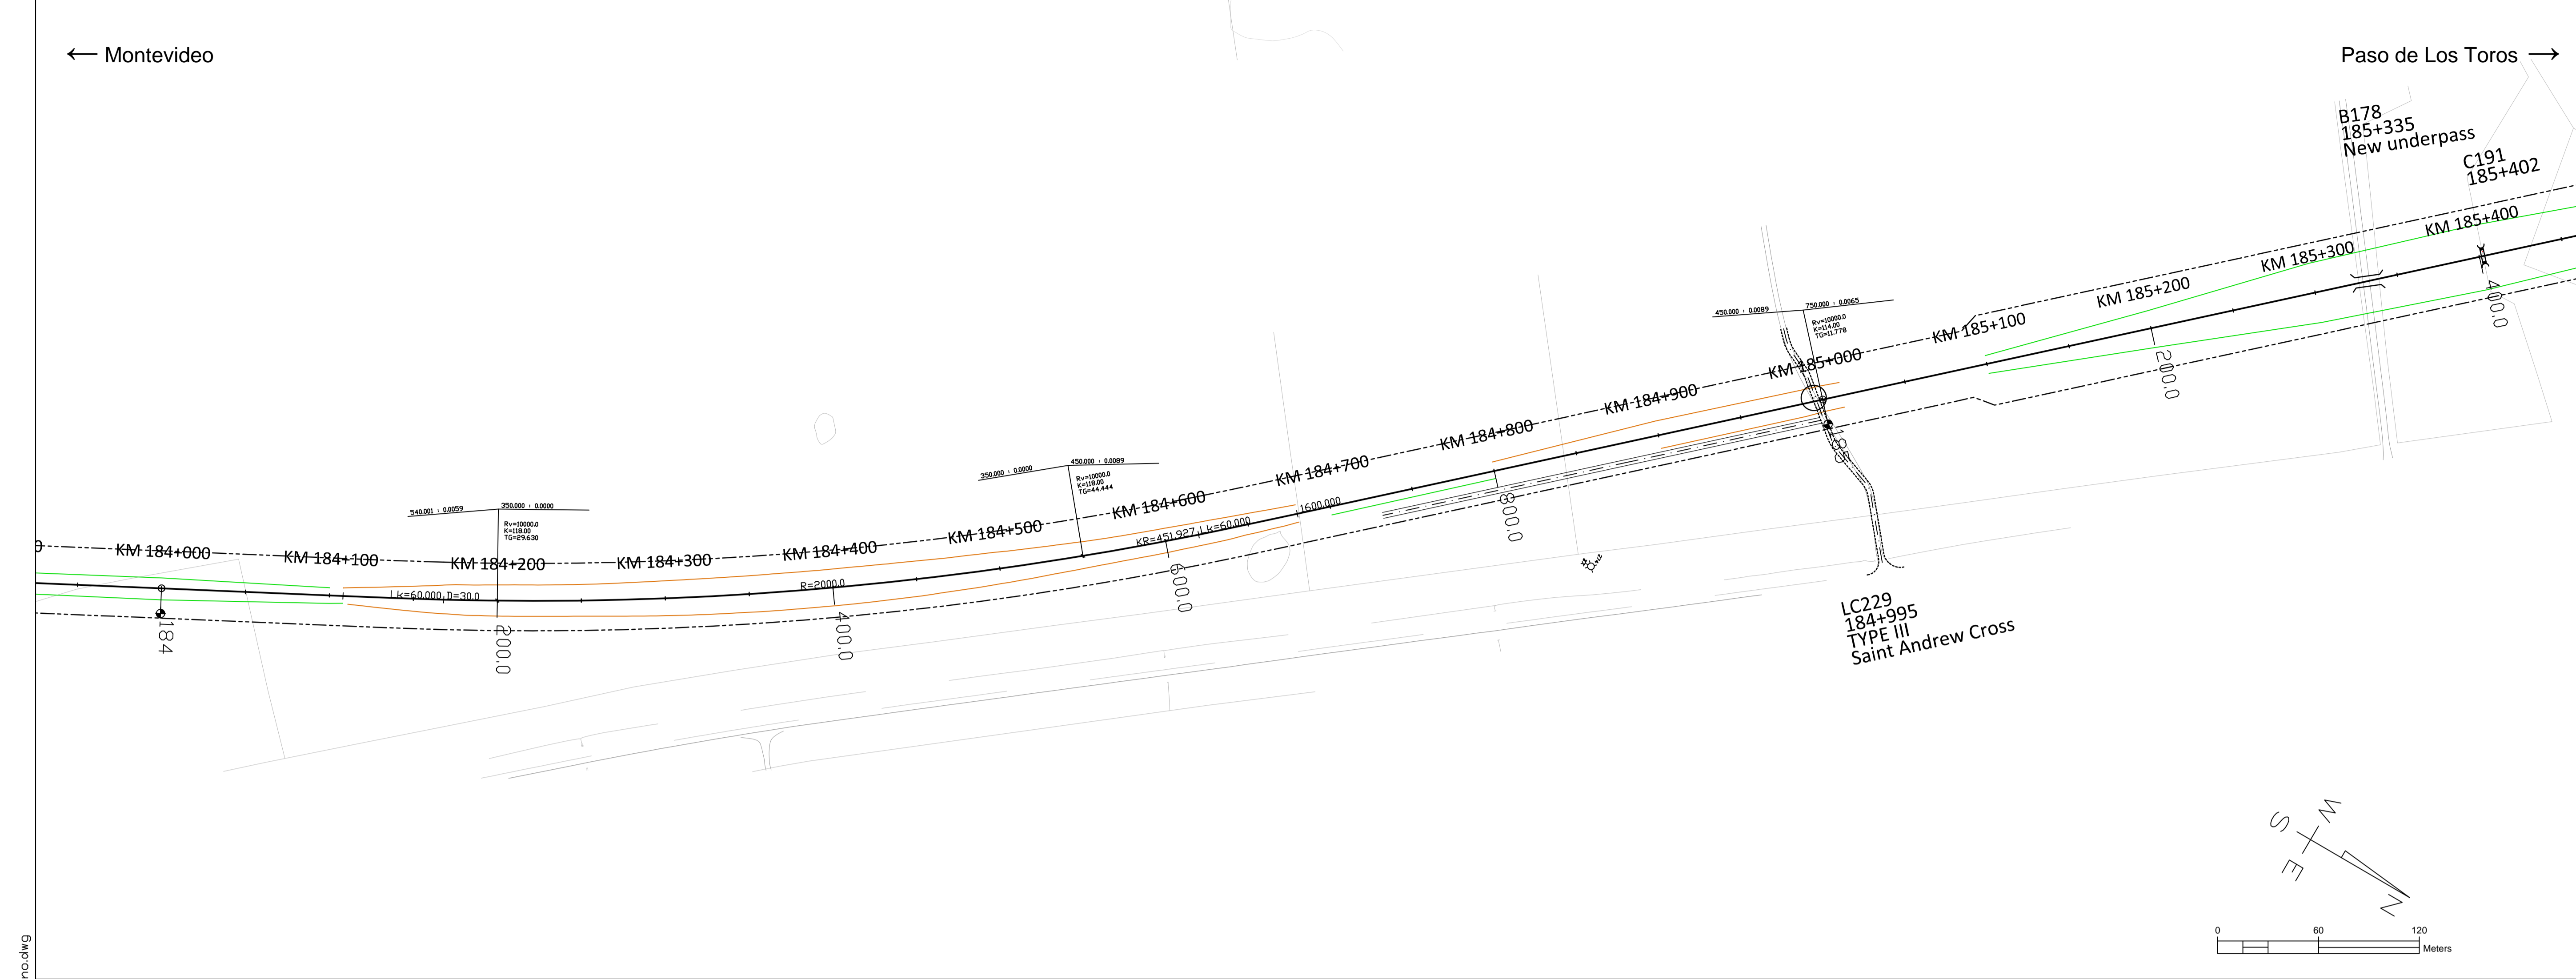 ← Montevideo
Paso de Los Toros →
B178
185+335
New underpass
C191
185+402
KM 184+000
KM 184+100
KM 184+200
KM 184+300
KM 184+400
KM 184+500
KM 184+600
KM 184+700
KM 184+800
KM 184+900
KM 185+000
KM 185+100
KM 185+200
KM 185+300
KM 185+400
540.001 : 0.0059
350.000 : 0.0000
Rv=10000.0
K=118.00
TG=29.630
350.000 : 0.0000
450.000 : 0.0089
Rv=10000.0
K=118.00
TG=44.444
450.000 : 0.0089
750.000 : 0.0065
Rv=10000.0
K=114.00
TG=11.778
Lk=60.000,D=30.0
R=2000.0
KR=451.927,Lk=60.000
1600.000
184
200.0
400.0
600.0
800.0
185
200.0
400.0
LC229
184+995
TYPE III
Saint Andrew Cross
S
W
E
N
0
60
120
Meters
no.dwg